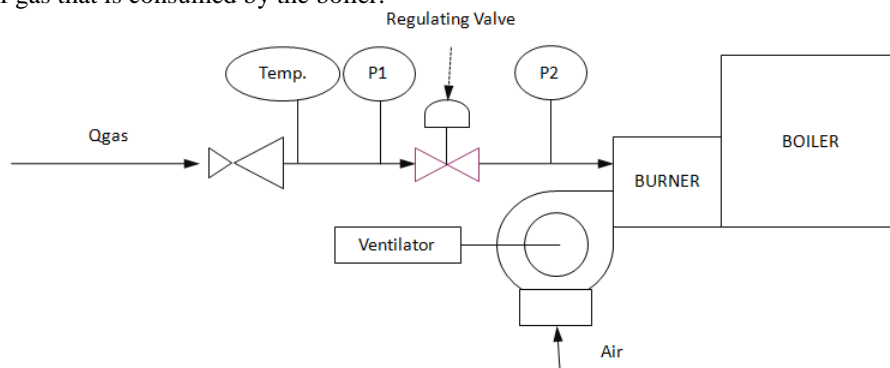 gas that is consumed by the boiler.
Regulating Valve
Temp.
P1
P2
Qgas
BOILER
BURNER
Ventilator
Air